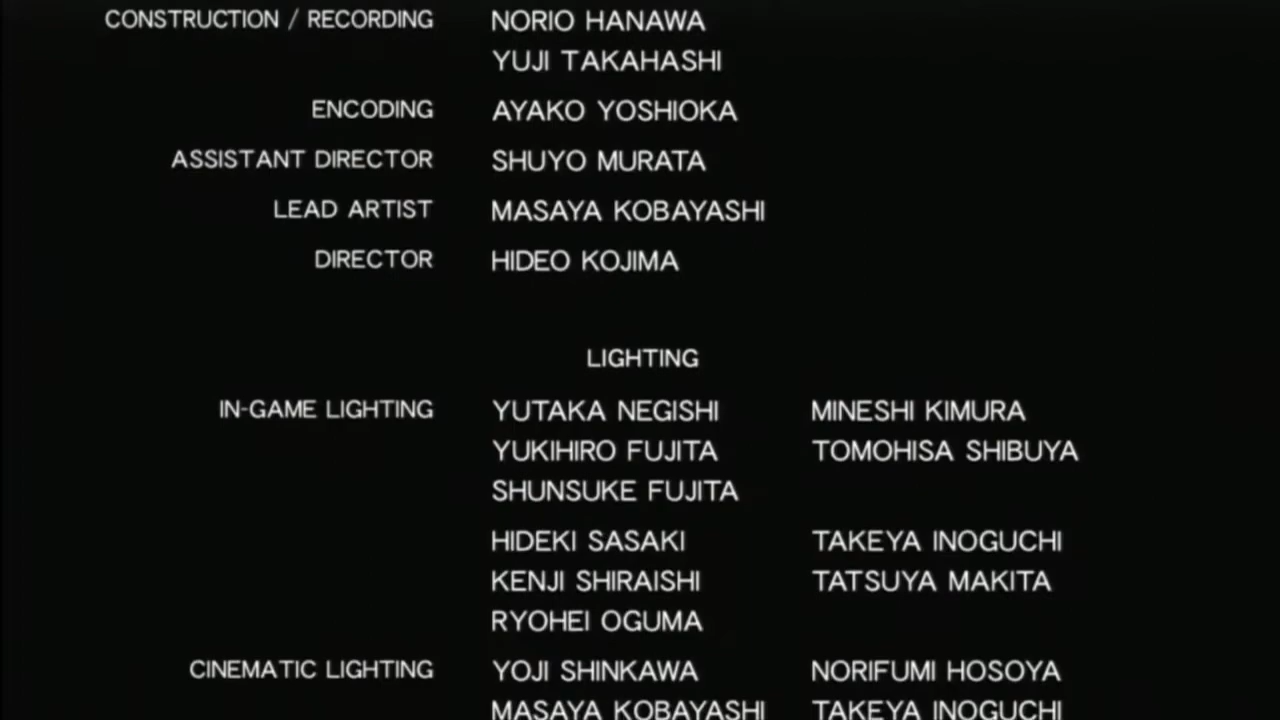 CONSTRUCTION / RECORDING NORIO HANAWA
YUJI TAKAHASHI
ENCODING AYAKO YOSHIOKA
ASSISTANT DIRECTOR SHUYO MURATA
LEAD ARTIST MASAYA KOBAYASHI
DIRECTOR HIDEO KOJIMA
LIGHTING
IN-GAME LIGHTING YUTAKA NEGISHI MINESHI KIMURA
YUKIHIRO FUJITA TOMOHISA SHIBUYA
SHUNSUKE FUJITA
HIDEKI SASAKI TAKEYA INOGUCHI
KENJI SHIRAISHI TATSUYA MAKITA
RYOHEI OGUMA
CINEMATIC LIGHTING YOJI SHINKAWA NORIFUMI HOSOYA
MASAYA KOBAYASHI TAKEYA INOGUCHI